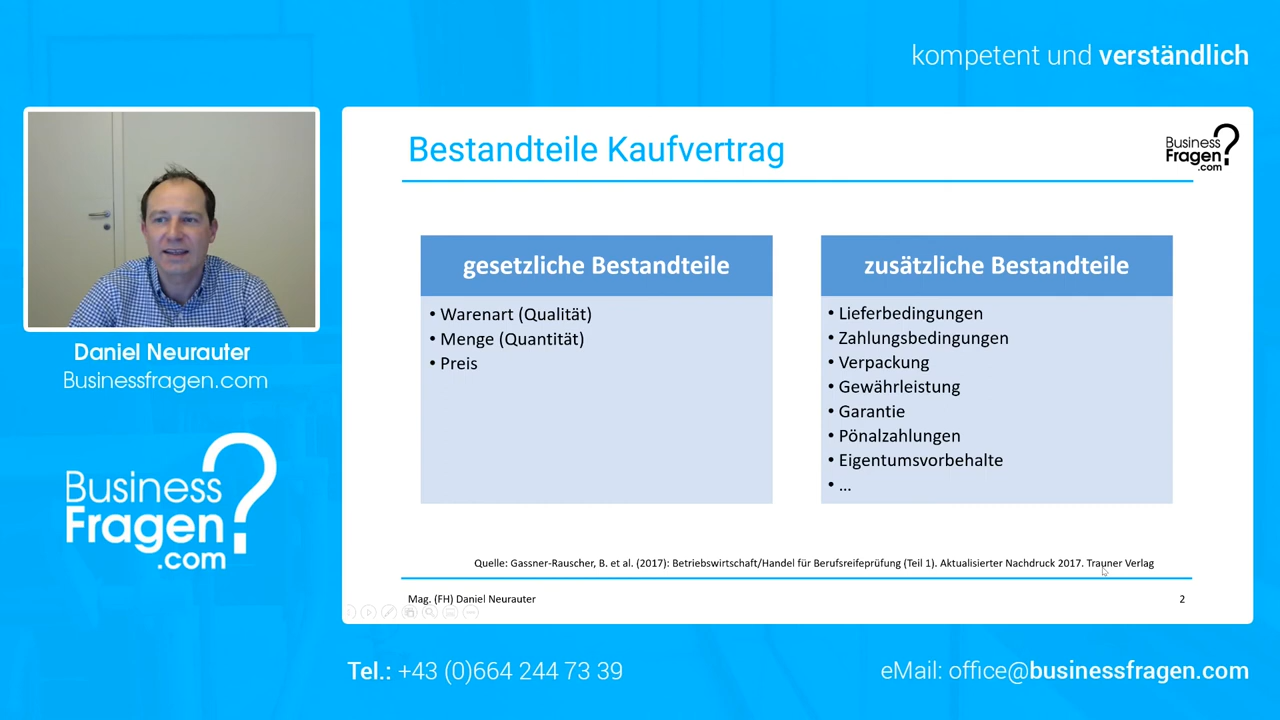 kompetent und verständlich
Bestandteile Kaufvertrag
Business
Fragen
.com
?
gesetzliche Bestandteile
• Warenart (Qualität)
• Menge (Quantität)
• Preis
zusätzliche Bestandteile
• Lieferbedingungen
• Zahlungsbedingungen
• Verpackung
• Gewährleistung
• Garantie
• Pönalzahlungen
• Eigentumsvorbehalte
• ...
Quelle: Gassner-Rauscher, B. et al. (2017): Betriebswirtschaft/Handel für Berufsreifeprüfung (Teil 1). Aktualisierter Nachdruck 2017. Trauner Verlag
Mag. (FH) Daniel Neurauter
2
Daniel Neurauter
Businessfragen.com
Business
Fragen
.com
?
Tel.: +43 (0)664 244 73 39
eMail: office@businessfragen.com